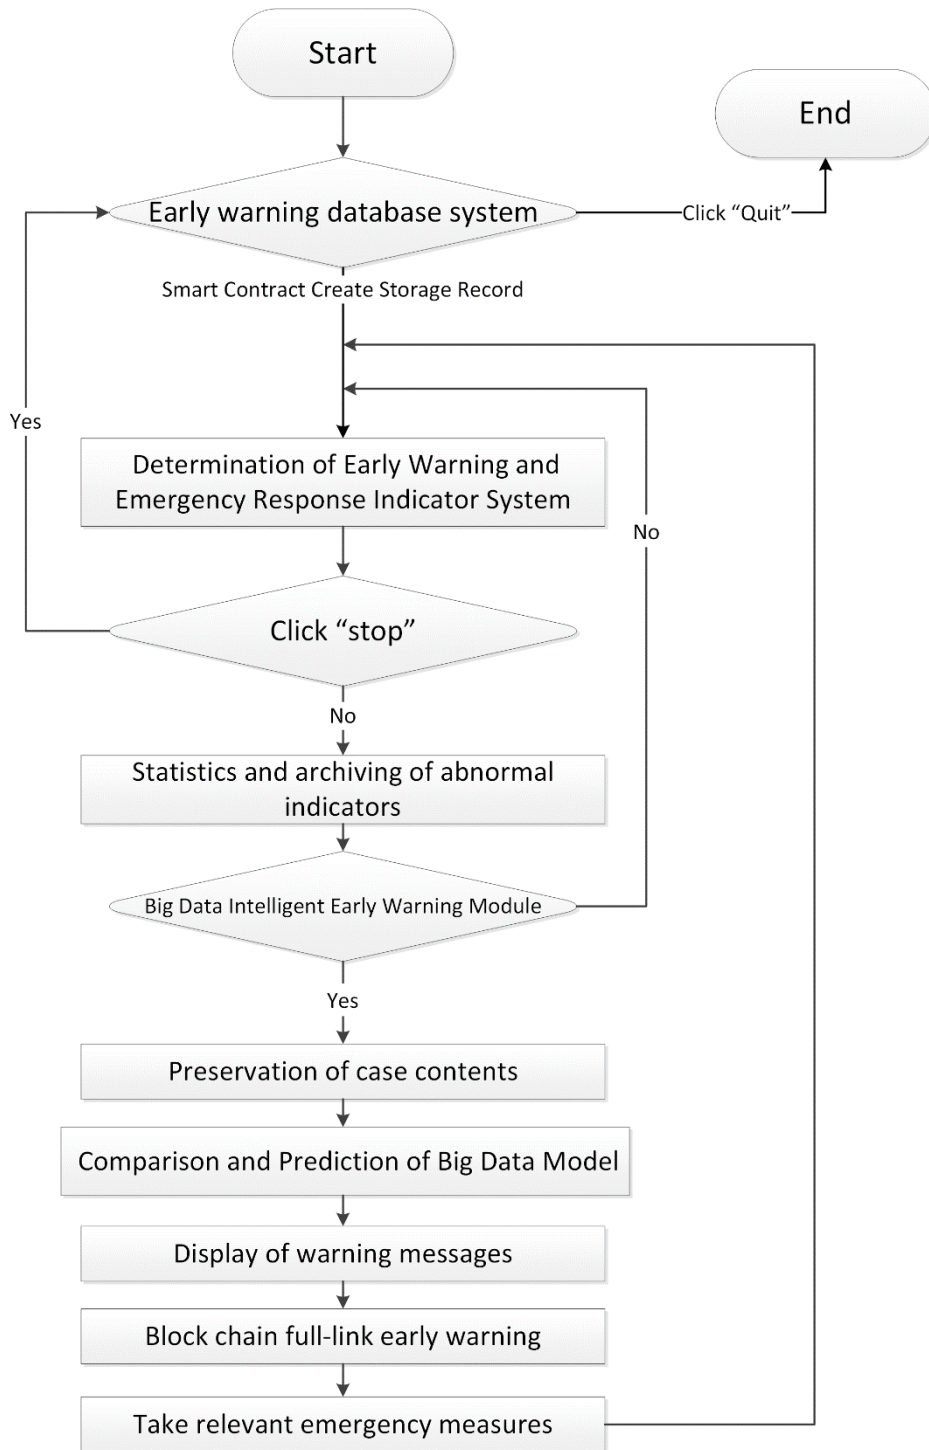 Start
End
Early warning database system
Click “Quit”
Smart Contract Create Storage Record
Yes
Determination of Early Warning and
Emergency Response Indicator System
No
Click “stop”
No
Statistics and archiving of abnormal
indicators
Big Data Intelligent Early Warning Module
Yes
Preservation of case contents
Comparison and Prediction of Big Data Model
Display of warning messages
Block chain full-link early warning
Take relevant emergency measures